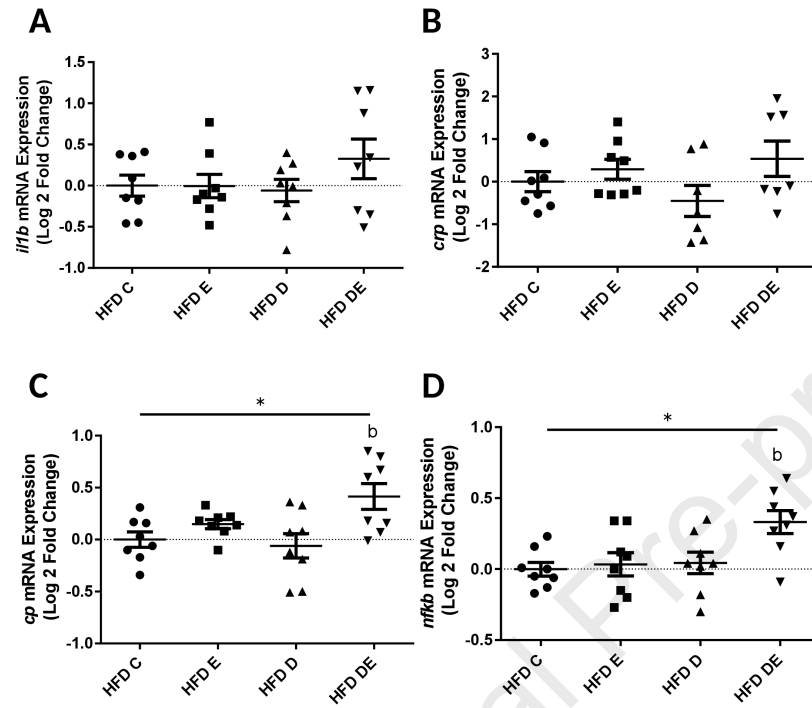 A
il1b mRNA Expression
(Log 2 Fold Change)
1.5
1.0
0.5
0.0
-0.5
-1.0
HFD C
HFD E
HFD D
HFD DE
B
crp mRNA Expression
(Log 2 Fold Change)
3
2
1
0
-1
-2
HFD C
HFD E
HFD D
HFD DE
C
cp mRNA Expression
(Log 2 Fold Change)
1.0
0.5
0.0
-0.5
-1.0
*
b
HFD C
HFD E
HFD D
HFD DE
D
nfkb mRNA Expression
(Log 2 Fold Change)
1.0
0.5
0.0
-0.5
*
b
HFD C
HFD E
HFD D
HFD DE
al Pre-p